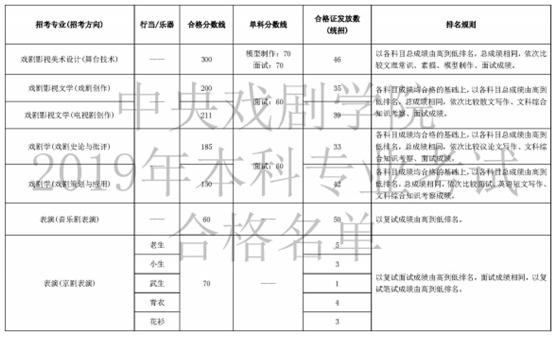 招考专业(招考方向) 行当/乐器 合格分数线 单科分数线 合格证发放数 排名规则
(统招)
戏剧影视美术设计(舞台技术) —— 300 模型制作：70 46 以各科目总成绩由高到低排名，总成绩相同，依次比
面试：70 较文理常识、素描、模型制作、面试成绩。
戏剧影视文学(戏剧创作) 200 35 各科目成绩均合格的基础上，以各科目总成绩由高到
—— 面试：60 低排名。总成绩相同，依次比较散文写作、文科综
戏剧影视文学(电视剧创作) 211 39 合知识考察、面试成绩。
戏剧学(戏剧史论与批评) 185 33 各科目成绩均合格的基础上，以各科目总成绩由高到
低排名。总成绩相同，依次比较议论文写作、文科综
—— 面试：60 合知识考察、面试成绩。
戏剧学(戏剧策划与应用) 130 42 各科目成绩均合格的基础上，以各科目总成绩由高到
低排名。总成绩相同，依次比较面试、英语短文写作、
文科综合知识考察成绩。
表演(音乐剧表演) —— 60 —— 50 以复试成绩由高到低排名。
老生 5
小生 3
表演(京剧表演) 武生 70 —— 1 以复试面试成绩由高到低排名，面试成绩相同，以复
青衣 4 试笔试成绩由高到低排名。
花衫 3
中央戏剧学院
2019年本科专业考试
合格名单